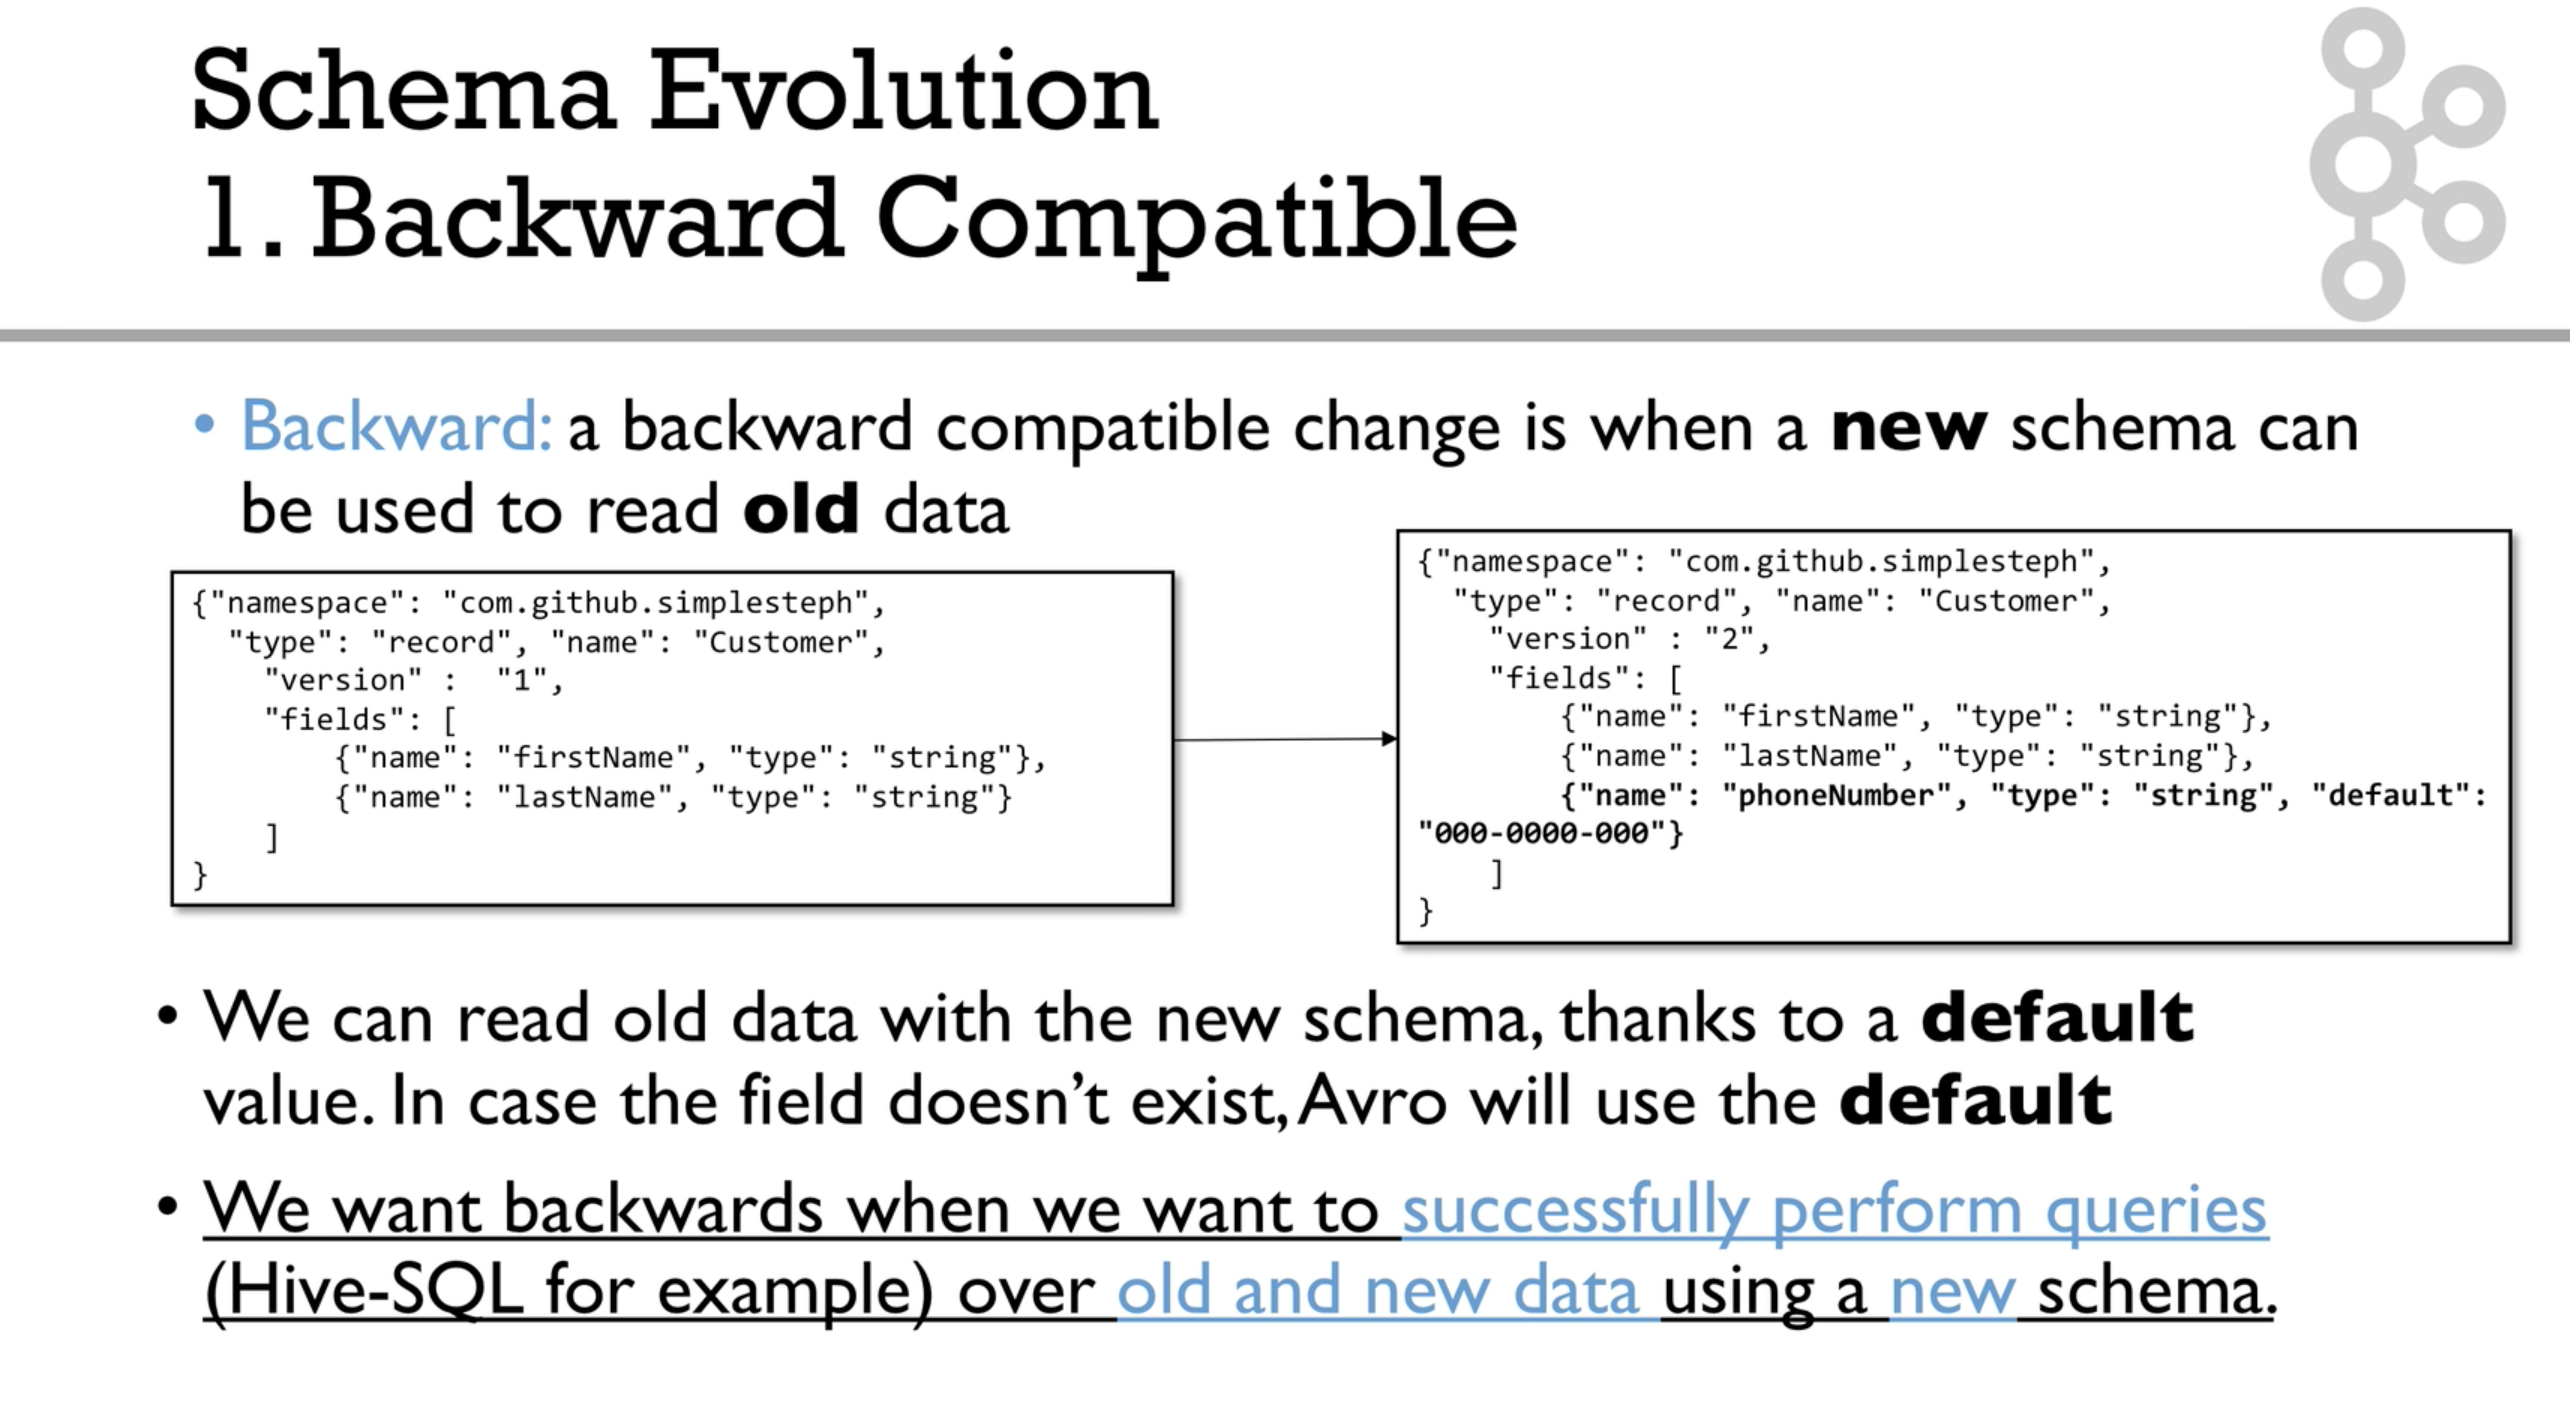 Schema Evolution
1. Backward Compatible
• Backward: a backward compatible change is when a new schema can
be used to read old data
{"namespace": "com.github.simplesteph",
"type": "record", "name": "Customer",
"version" :  "1",
"fields": [
{"name": "firstName", "type": "string"},
{"name": "lastName", "type": "string"}
]
}
{"namespace": "com.github.simplesteph",
"type": "record", "name": "Customer",
"version" : "2",
"fields": [
{"name": "firstName", "type": "string"},
{"name": "lastName", "type": "string"},
{"name": "phoneNumber", "type": "string", "default":
"000-0000-000"}
]
}
• We can read old data with the new schema, thanks to a default
value. In case the field doesn’t exist, Avro will use the default
• We want backwards when we want to successfully perform queries
(Hive-SQL for example) over old and new data using a new schema.